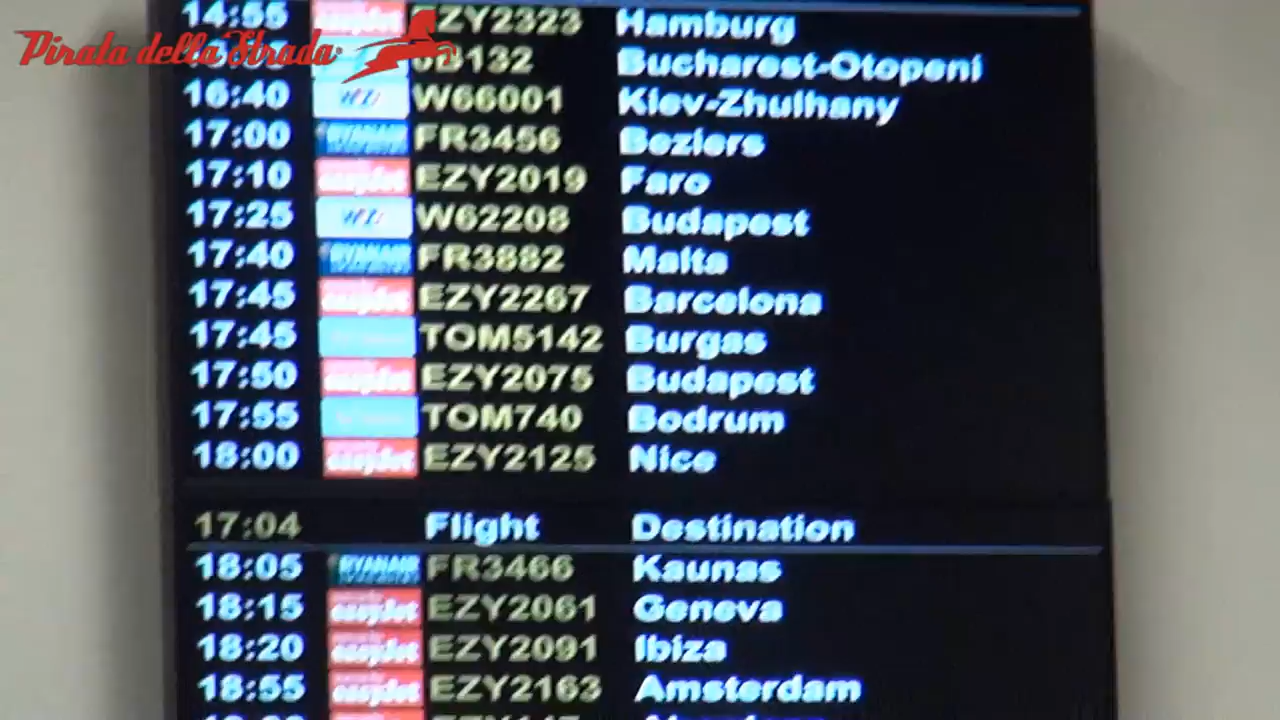 Pirata della Strada
14:55 easyJet EZY2323 Hamburg
132 Bucharest-Otopeni
16:40 W66001 Kiev-Zhulhany
17:00 RYANAIR FR3456 Beziers
17:10 easyJet EZY2019 Faro
17:25 W62208 Budapest
17:40 RYANAIR FR3882 Malta
17:45 easyJet EZY2267 Barcelona
17:45 TOM5142 Burgas
17:50 easyJet EZY2075 Budapest
17:55 TOM740 Bodrum
18:00 easyJet EZY2125 Nice
17:04 Flight Destination
18:05 RYANAIR FR3466 Kaunas
18:15 easyJet EZY2061 Geneva
18:20 easyJet EZY2091 Ibiza
18:55 easyJet EZY2163 Amsterdam